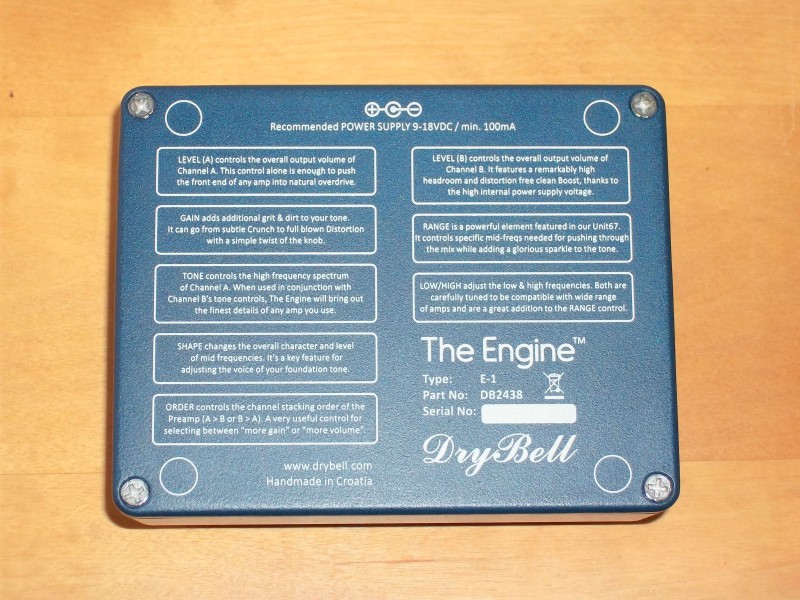 Recommended POWER SUPPLY 9-18VDC / min. 100mA
LEVEL (A) controls the overall output volume of
Channel A. This control alone is enough to push
the front end of any amp into natural overdrive.
GAIN adds additional grit & dirt to your tone.
It can go from subtle Crunch to full blown Distortion
with a simple twist of the knob.
TONE controls the high frequency spectrum
of Channel A. When used in conjunction with
Channel B's tone controls, The Engine will bring out
the finest details of any amp you use.
SHAPE changes the overall character and level
of mid frequencies. It's a key feature for
adjusting the voice of your foundation tone.
ORDER controls the channel stacking order of the
Preamp (A > B or B > A). A very useful control for
selecting between "more gain" or "more volume".
www.drybell.com
Handmade in Croatia
LEVEL (B) controls the overall output volume of
Channel B. It features a remarkably high
headroom and distortion free clean Boost, thanks to
the high internal power supply voltage.
RANGE is a powerful element featured in our Unit67.
It controls specific mid-freqs needed for pushing through
the mix while adding a glorious sparkle to the tone.
LOW/HIGH adjust the low & high frequencies. Both are
carefully tuned to be compatible with wide range
of amps and are a great addition to the RANGE control.
The Engine™
Type: E-1
Part No: DB2438
Serial No:
DryBell